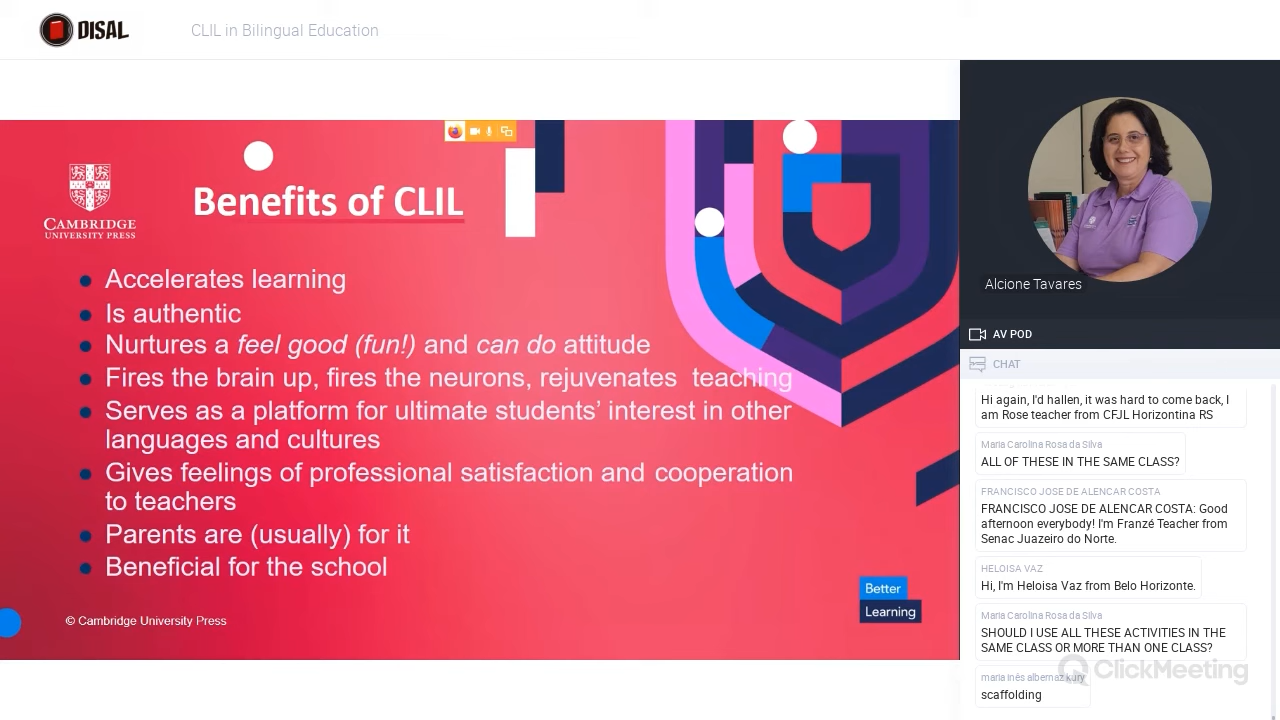 DISAL
CLIL in Bilingual Education
CAMBRIDGE
UNIVERSITY PRESS
Benefits of CLIL
Accelerates learning
Is authentic
Nurtures a feel good (fun!) and can do attitude
Fires the brain up, fires the neurons, rejuvenates teaching
Serves as a platform for ultimate students' interest in other
languages and cultures
Gives feelings of professional satisfaction and cooperation
to teachers
Parents are (usually) for it
Beneficial for the school
Better
Learning
© Cambridge University Press
Alcione Tavares
AV POD
CHAT
Hi again, I'd hallen, it was hard to come back, I
am Rose teacher from CFJL Horizontina RS
Maria Carolina Rosa da Silva
ALL OF THESE IN THE SAME CLASS?
FRANCISCO JOSE DE ALENCAR COSTA
FRANCISCO JOSE DE ALENCAR COSTA: Good
afternoon everybody! I'm Franzé Teacher from
Senac Juazeiro do Norte.
HELOISA VAZ
Hi, I'm Heloisa Vaz from Belo Horizonte.
Maria Carolina Rosa da Silva
SHOULD I USE ALL THESE ACTIVITIES IN THE
SAME CLASS OR MORE THAN ONE CLASS?
maria inês albernaz kury
scaffolding
ClickMeeting